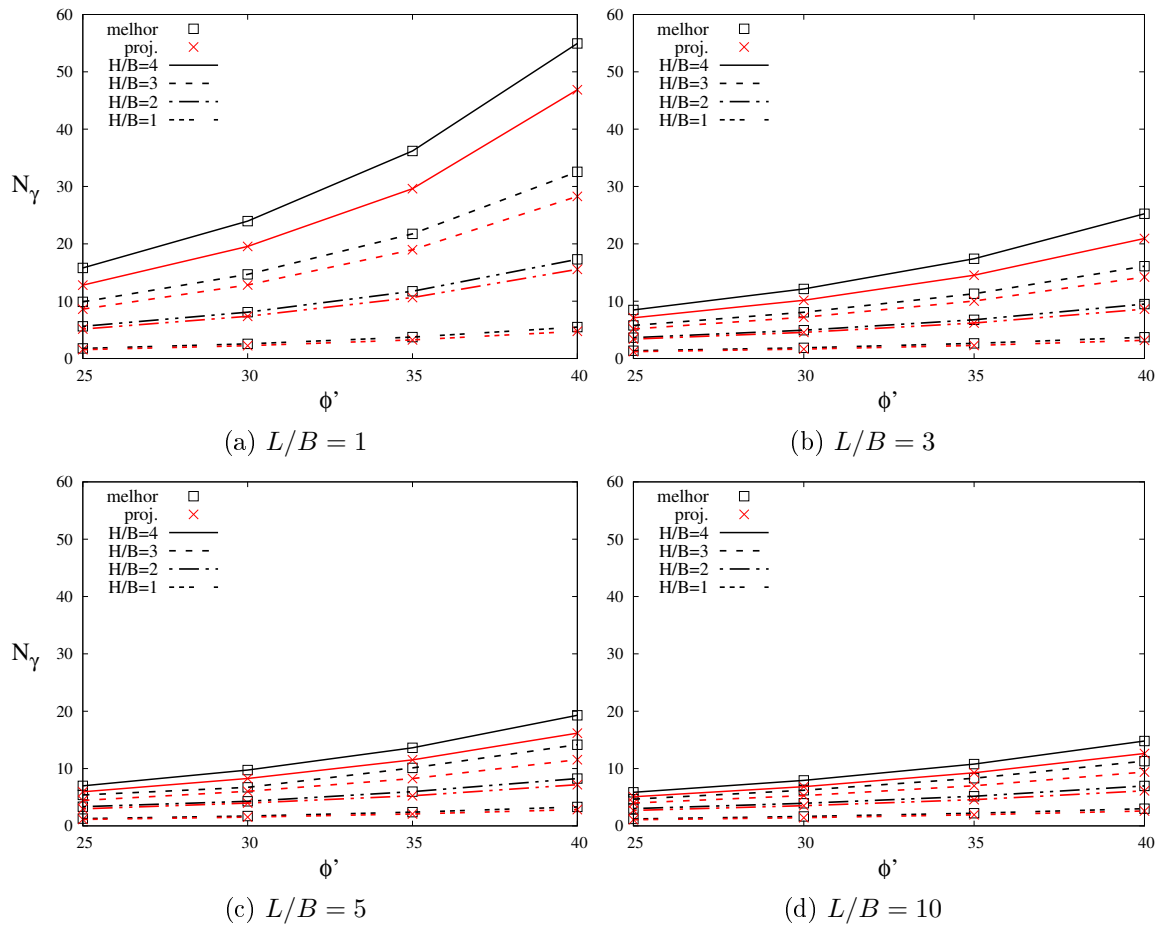 60
50
40
30
20
10
0
N_γ
melhor
proj.
H/B=4
H/B=3
H/B=2
H/B=1
25 30 35 40
ϕ'
(a) L/B = 1
60
50
40
30
20
10
0
melhor
proj.
H/B=4
H/B=3
H/B=2
H/B=1
25 30 35 40
ϕ'
(b) L/B = 3
60
50
40
30
20
10
0
N_γ
melhor
proj.
H/B=4
H/B=3
H/B=2
H/B=1
25 30 35 40
ϕ'
(c) L/B = 5
60
50
40
30
20
10
0
melhor
proj.
H/B=4
H/B=3
H/B=2
H/B=1
25 30 35 40
ϕ'
(d) L/B = 10